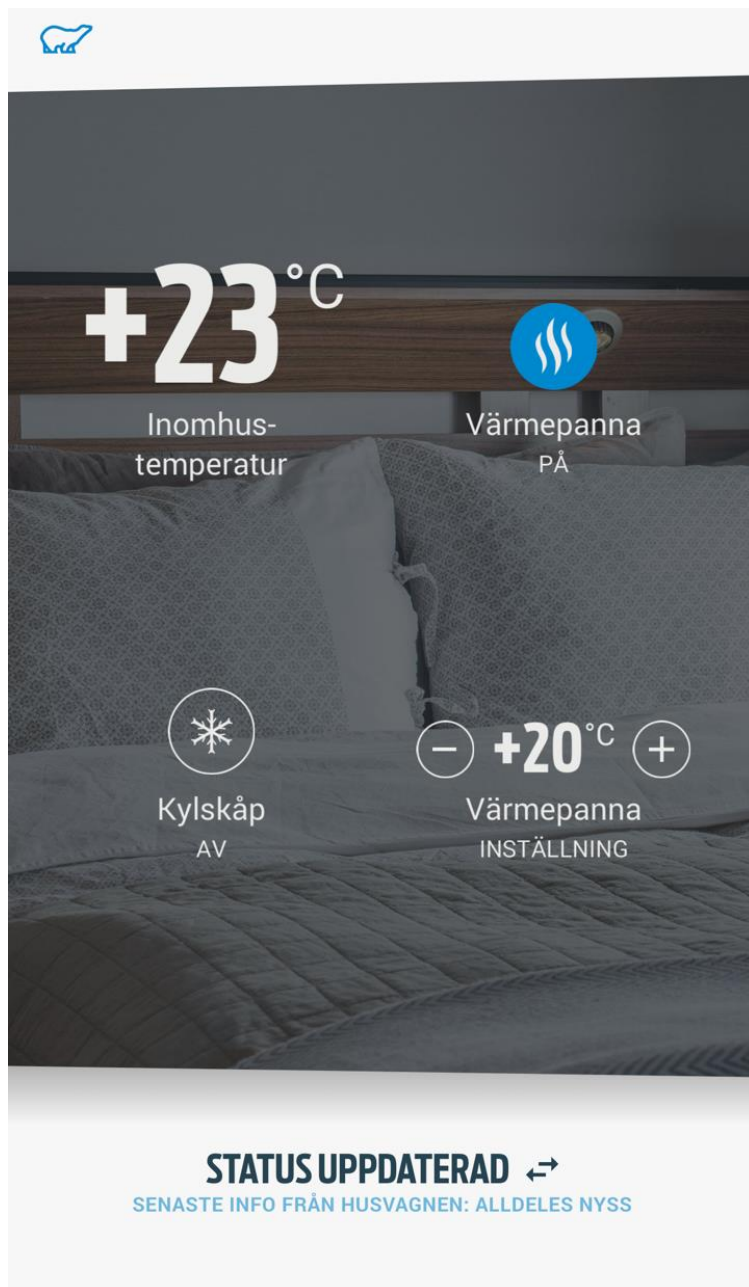 +23°C
Inomhus-
temperatur
Värmepanna
PÅ
Kylskåp
AV
− +20°C +
Värmepanna
INSTÄLLNING
STATUS UPPDATERAD
SENASTE INFO FRÅN HUSVAGNEN: ALLDELES NYSS